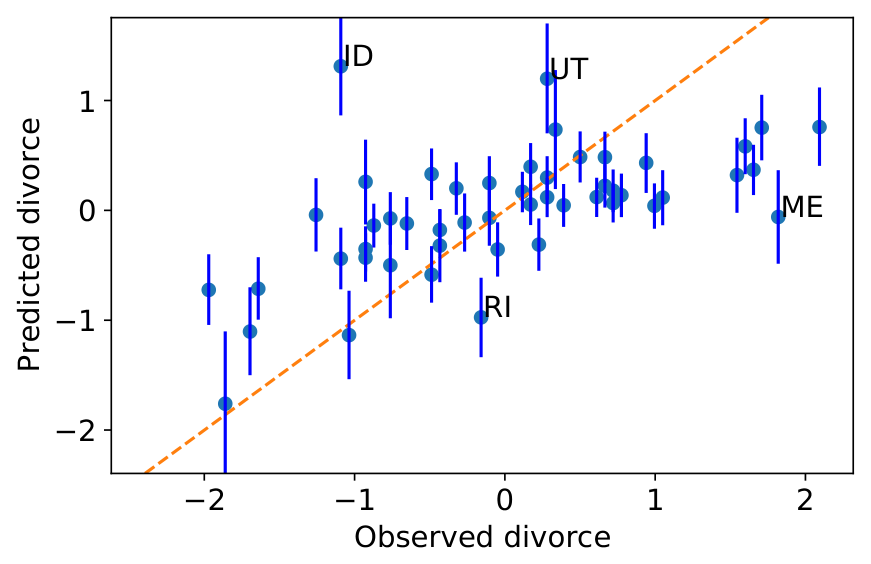 ID
UT
1
ME
0
RI
−1
−2
−2
−1
0
1
2
Observed divorce
Predicted divorce